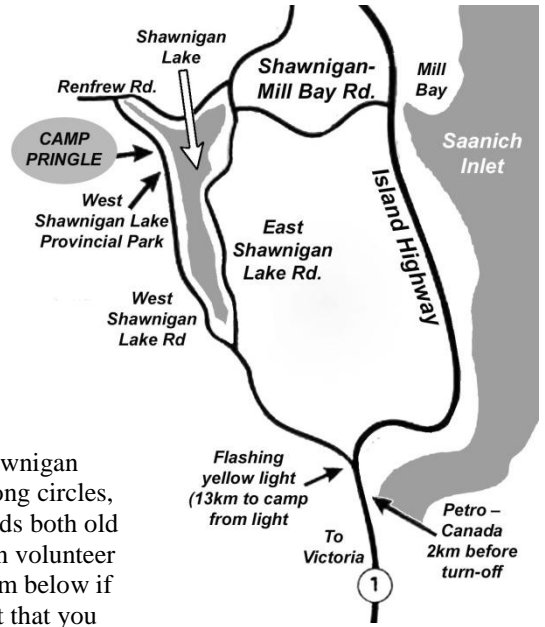 Shawnigan
Lake
Renfrew Rd.
Shawnigan-
Mill Bay Rd.
Mill
Bay
CAMP
PRINGLE
Saanich
Inlet
West
Shawnigan Lake
Provincial Park
Island Highway
East
Shawnigan
Lake Rd.
West
Shawnigan
Lake Rd
Flashing
yellow light
(13km to camp
from light
Petro –
Canada
2km before
turn-off
To
Victoria
1
wnigan
ong circles,
ds both old
n volunteer
m below if
t that you